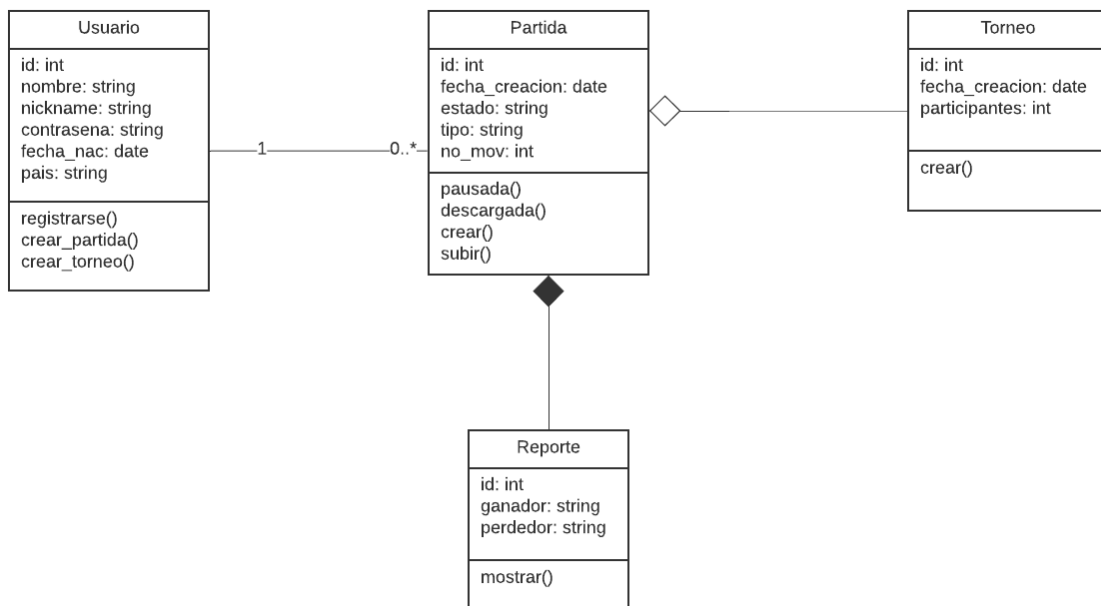 Usuario
id: int
nombre: string
nickname: string
contrasena: string
fecha_nac: date
pais: string
registrarse()
crear_partida()
crear_torneo()
1
0..*
Partida
id: int
fecha_creacion: date
estado: string
tipo: string
no_mov: int
pausada()
descargada()
crear()
subir()
Torneo
id: int
fecha_creacion: date
participantes: int
crear()
Reporte
id: int
ganador: string
perdedor: string
mostrar()